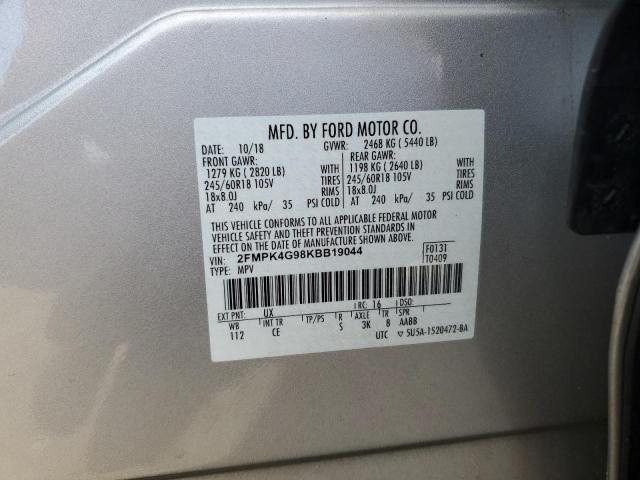 MFD. BY FORD MOTOR CO.
DATE: 10/18 GVWR: 2468 KG ( 5440 LB)
FRONT GAWR: REAR GAWR:
1279 KG ( 2820 LB) WITH 1198 KG ( 2640 LB) WITH
245/60R18 105V TIRES 245/60R18 105V TIRES
18x8.0J RIMS 18x8.0J RIMS
AT 240 kPa/ 35 PSI COLD AT 240 kPa/ 35 PSI COLD
THIS VEHICLE CONFORMS TO ALL APPLICABLE FEDERAL MOTOR
VEHICLE SAFETY AND THEFT PREVENTION STANDARDS IN EFFECT
ON THE DATE OF MANUFACTURE SHOWN ABOVE.
VIN: 2FMPK4G98KBB19044 F0131
TYPE: MPV T0409
EXT PNT: UX RC: 16 DSO:
WB INT TR TP/PS R AXLE TR SPR
112 CE S 3K 8 AABB
UTC ▽ 5U5A-1520472-BA